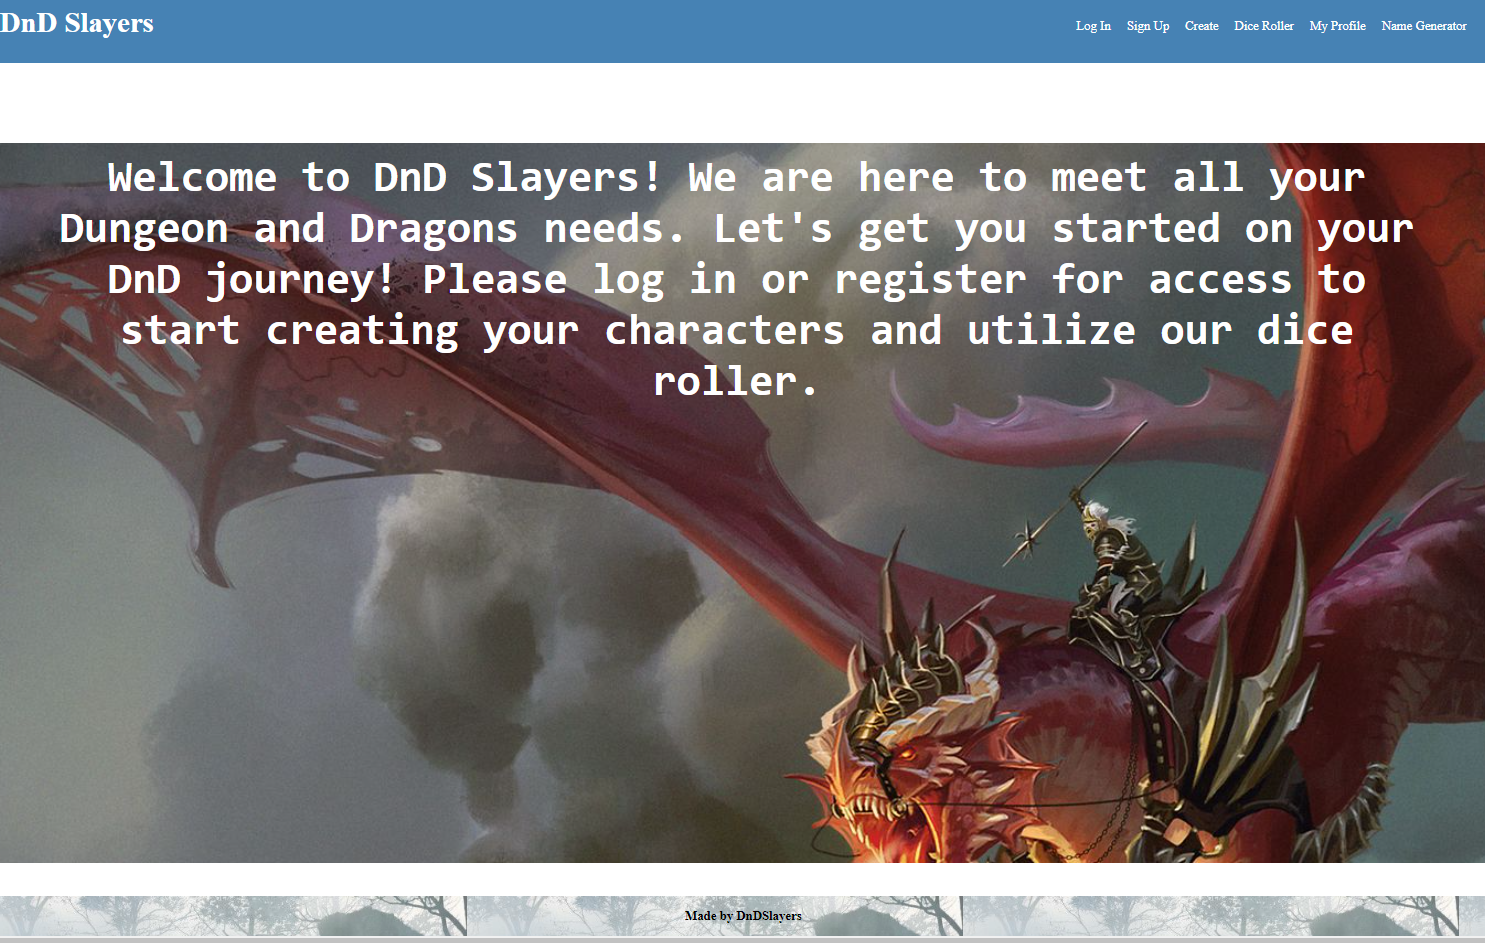 DnD Slayers
Log In Sign Up Create Dice Roller My Profile Name Generator
Welcome to DnD Slayers! We are here to meet all your
Dungeon and Dragons needs. Let's get you started on your
DnD journey! Please log in or register for access to
start creating your characters and utilize our dice
roller.
Made by DnDSlayers